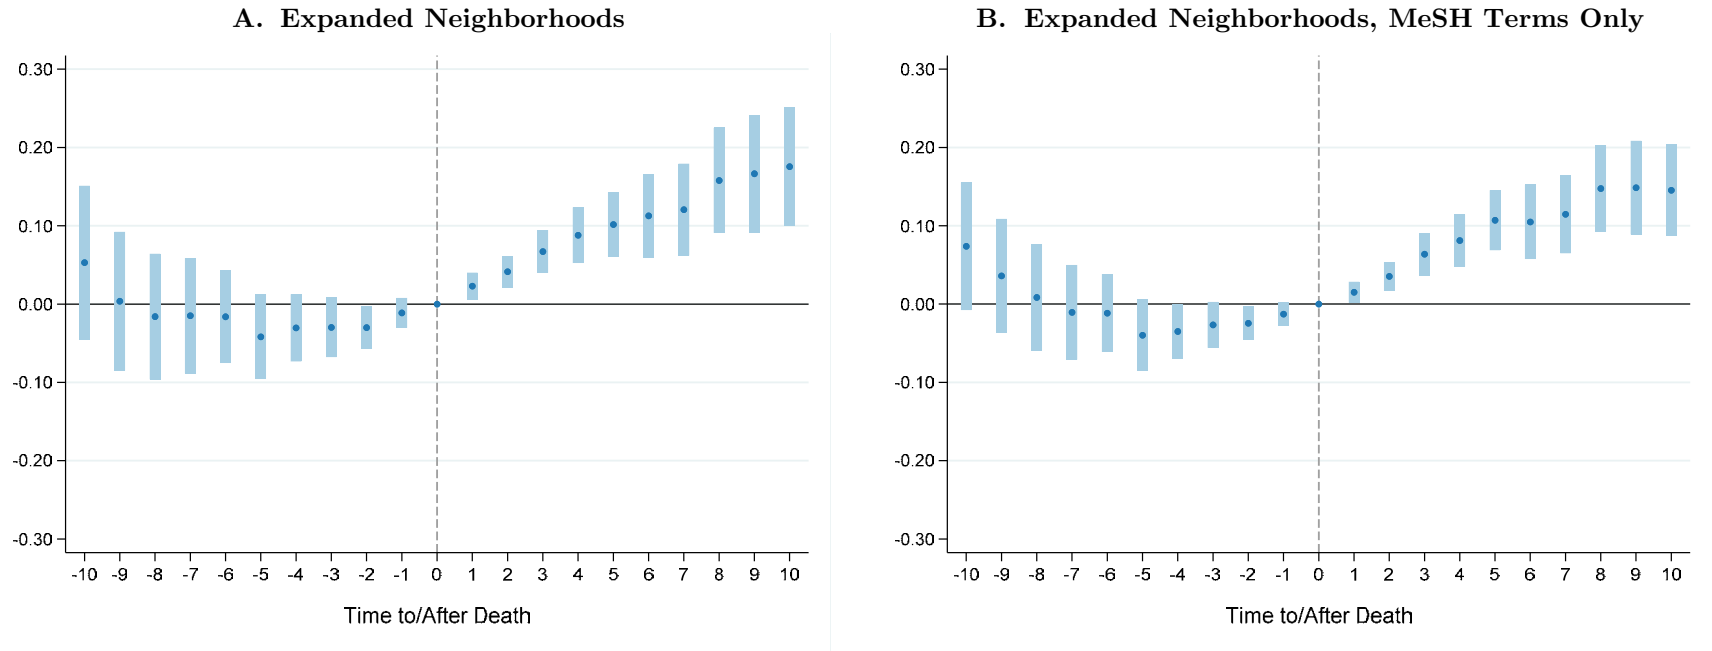 A. Expanded Neighborhoods
0.30
0.20
0.10
0.00
-0.10
-0.20
-0.30
-10 -9 -8 -7 -6 -5 -4 -3 -2 -1 0 1 2 3 4 5 6 7 8 9 10
Time to/After Death
B. Expanded Neighborhoods, MeSH Terms Only
0.30
0.20
0.10
0.00
-0.10
-0.20
-0.30
-10 -9 -8 -7 -6 -5 -4 -3 -2 -1 0 1 2 3 4 5 6 7 8 9 10
Time to/After Death